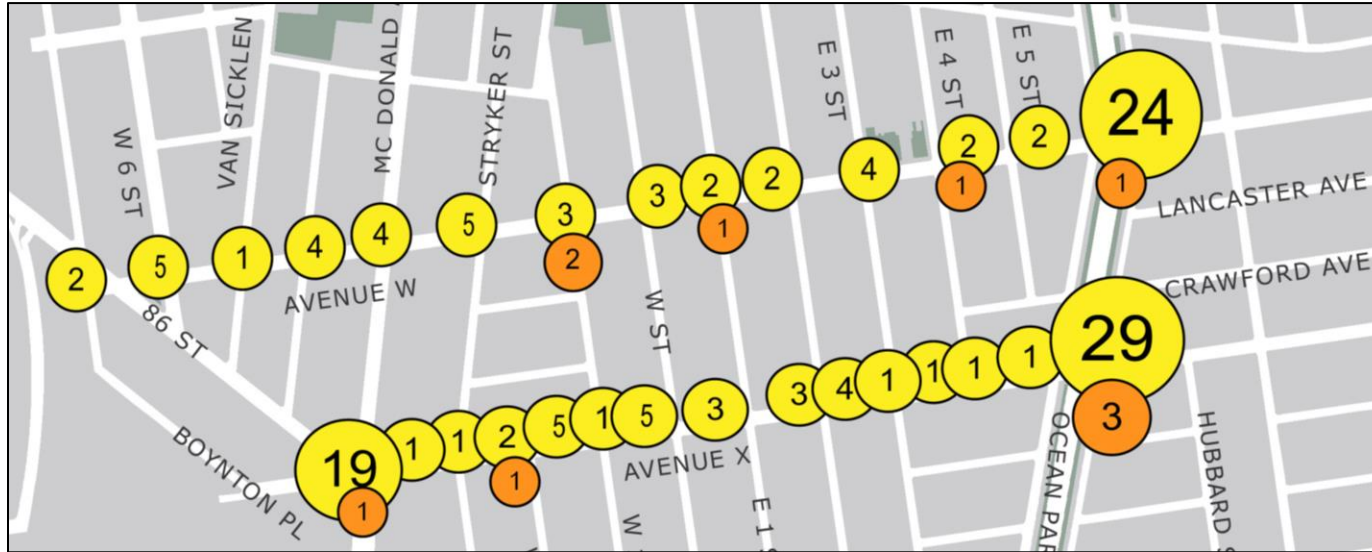 W 6 ST
VAN SICKLEN
MC DONALD
STRYKER ST
E 3 ST
E 4 ST
E 5 ST
24
1
2
5
1
4
4
5
3
2
3
2
1
2
4
2
1
2
LANCASTER AVE
CRAWFORD AVE
AVENUE W
86 ST
W ST
BOYNTON PL
19
1
1
1
2
1
5
1
5
3
3
4
1
1
1
1
29
3
AVENUE X
E 1 S
OCEAN PAR
HUBBARD S
W